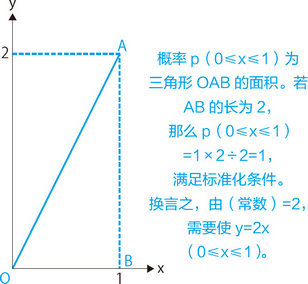 y
2
A
概率 p（0≤x≤1）为
三角形 OAB 的面积。若
AB 的长为 2，
那么 p（0≤x≤1）
=1×2÷2=1，
满足标准化条件。
换言之，由（常数）=2，
需要使 y=2x
（0≤x≤1）。
O
B
1
x